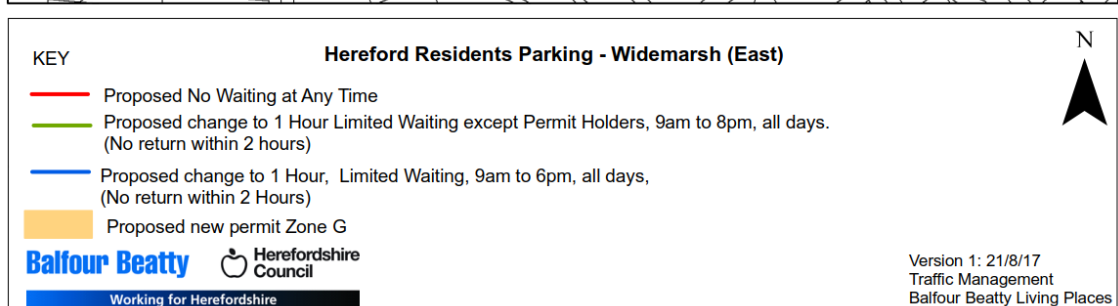 KEY
Hereford Residents Parking - Widemarsh (East)
N
Proposed No Waiting at Any Time
Proposed change to 1 Hour Limited Waiting except Permit Holders, 9am to 8pm, all days.
(No return within 2 hours)
Proposed change to 1 Hour, Limited Waiting, 9am to 6pm, all days,
(No return within 2 Hours)
Proposed new permit Zone G
Balfour Beatty
Herefordshire
Council
Working for Herefordshire
Version 1: 21/8/17
Traffic Management
Balfour Beatty Living Places